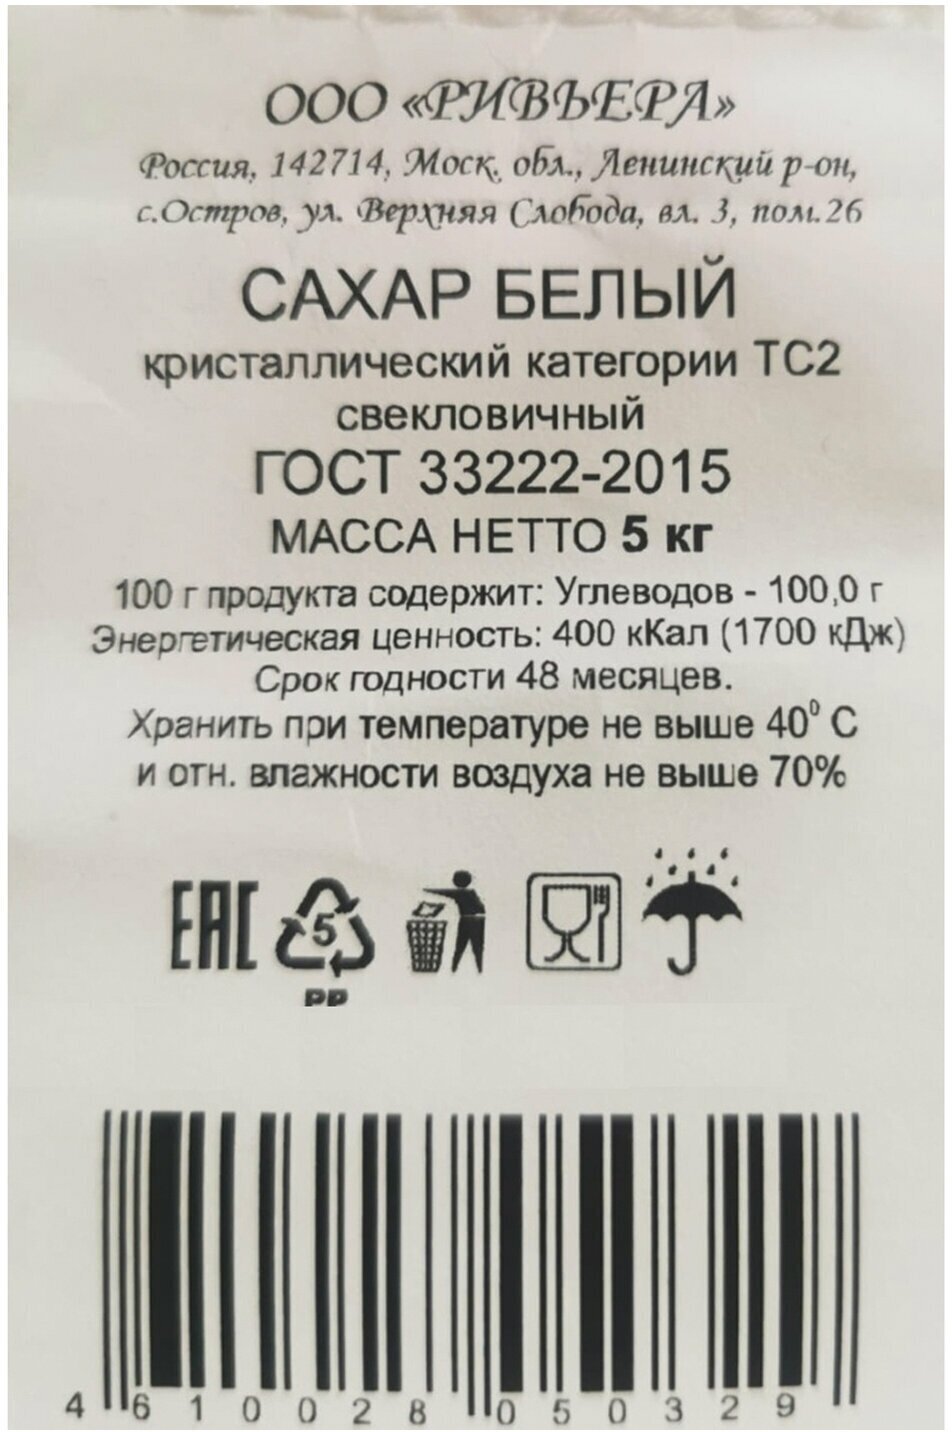 ООО «РИВЬЕРА»
Россия, 142714, Моск. обл., Ленинский р-он,
с.Остров, ул. Верхняя Слобода, вл. 3, пом.26
САХАР БЕЛЫЙ
кристаллический категории ТС2
свекловичный
ГОСТ 33222-2015
МАССА НЕТТО 5 кг
100 г продукта содержит: Углеводов - 100,0 г
Энергетическая ценность: 400 кКал (1700 кДж)
Срок годности 48 месяцев.
Хранить при температуре не выше 40⁰ С
и отн. влажности воздуха не выше 70%
ЕАС 5
PP
4 610028 050329